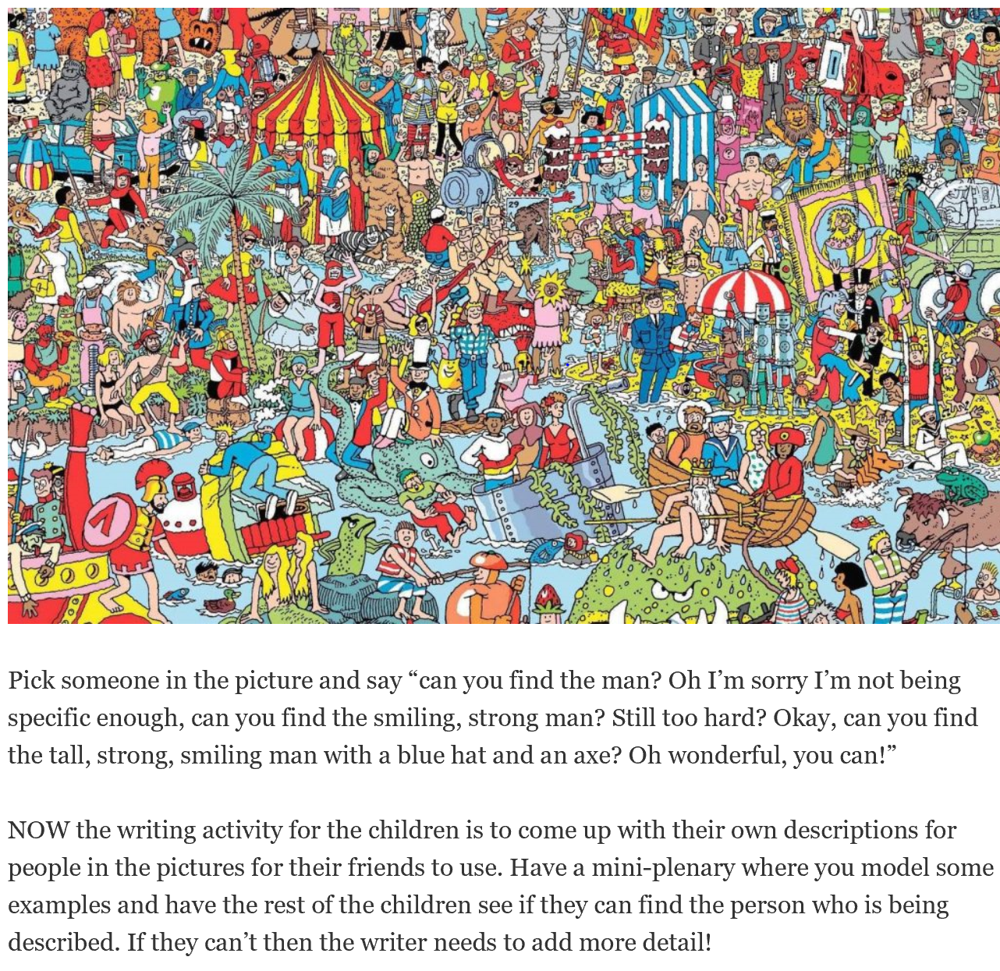 29
Pick someone in the picture and say “can you find the man? Oh I’m sorry I’m not being
specific enough, can you find the smiling, strong man? Still too hard? Okay, can you find
the tall, strong, smiling man with a blue hat and an axe? Oh wonderful, you can!”
NOW the writing activity for the children is to come up with their own descriptions for
people in the pictures for their friends to use. Have a mini-plenary where you model some
examples and have the rest of the children see if they can find the person who is being
described. If they can’t then the writer needs to add more detail!